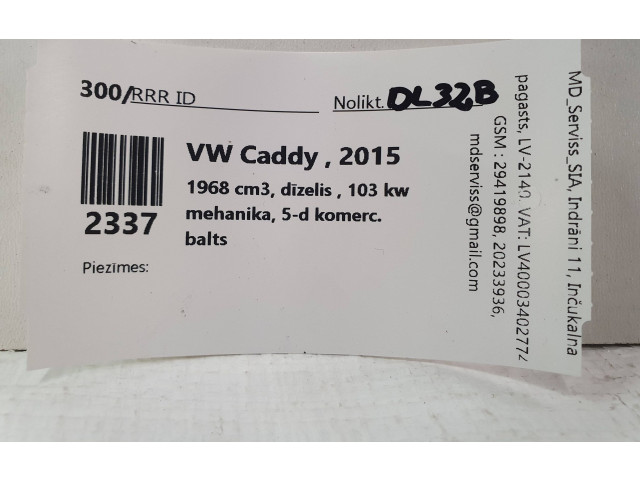 300/RRR ID
Nolikt. DL32B
2337
VW Caddy , 2015
1968 cm3, dīzelis , 103 kw
mehanika, 5-d komerc.
balts
Piezīmes:
MD_Serviss_SIA, Indrāni 11, Inčukalna
pagasts, LV-2140. VAT: LV40003402774
GSM : 29419898, 20233936,
mdserviss@gmail.com